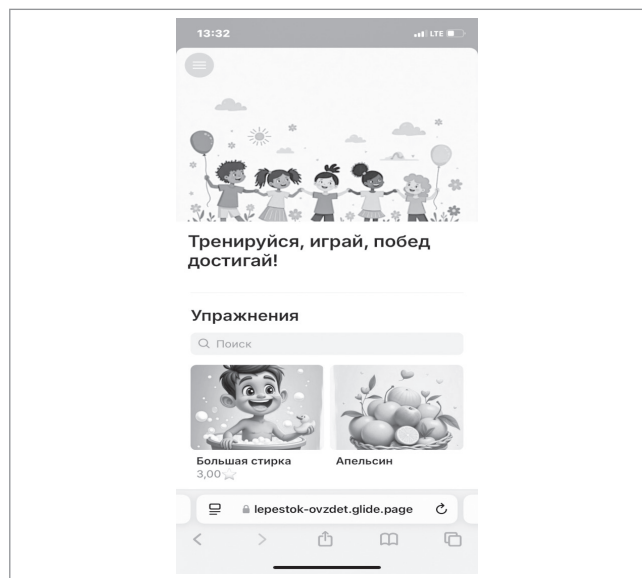 13:32 LTE
Тренируйся, играй, побед
достигай!
Упражнения
Поиск
Большая стирка Апельсин
3,00
lepestok-ovzdet.glide.page